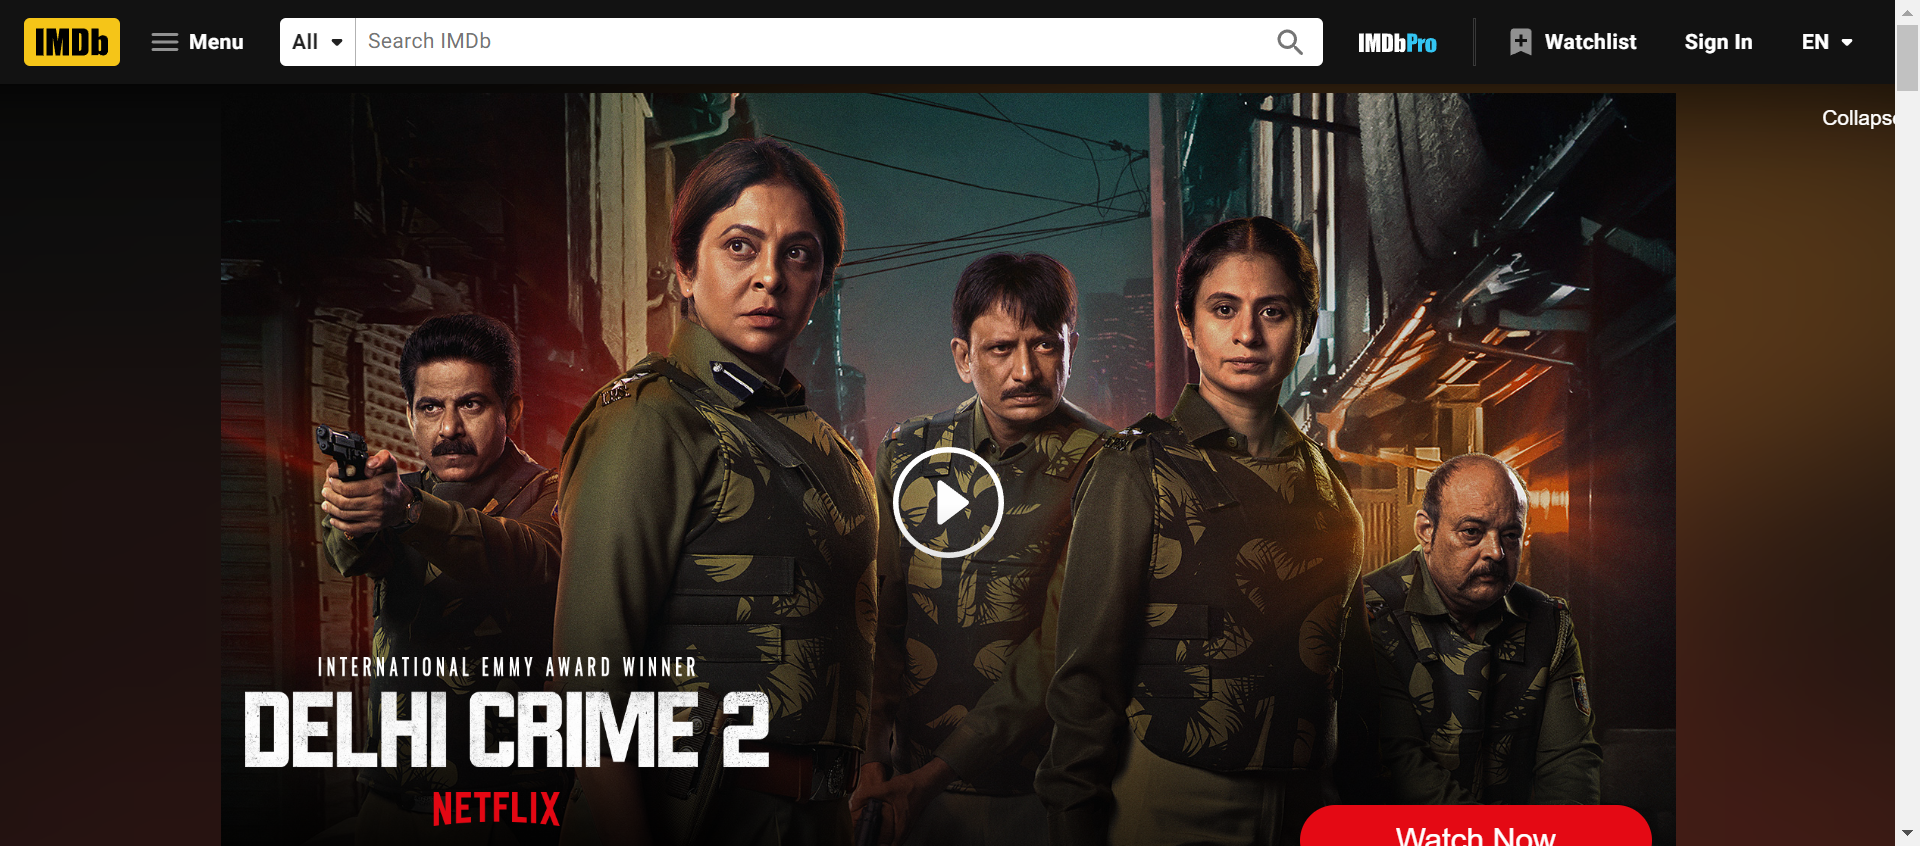 IMDb
Menu
All
Search IMDb
IMDbPro
Watchlist
Sign In
EN
Collapse
INTERNATIONAL EMMY AWARD WINNER
DELHI CRIME 2
NETFLIX
Watch Now